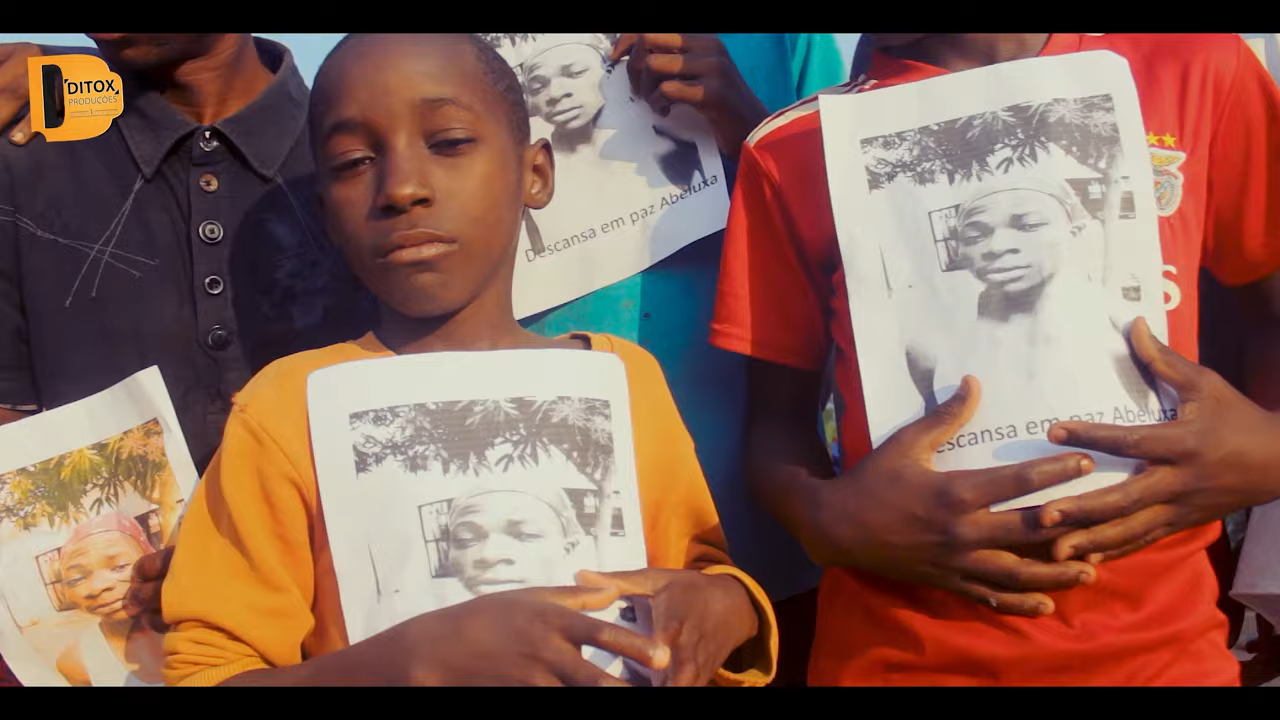 DITOX
PRODUÇÕES
Descansa em paz Abeluxa
escansa em paz Abeluxa
S